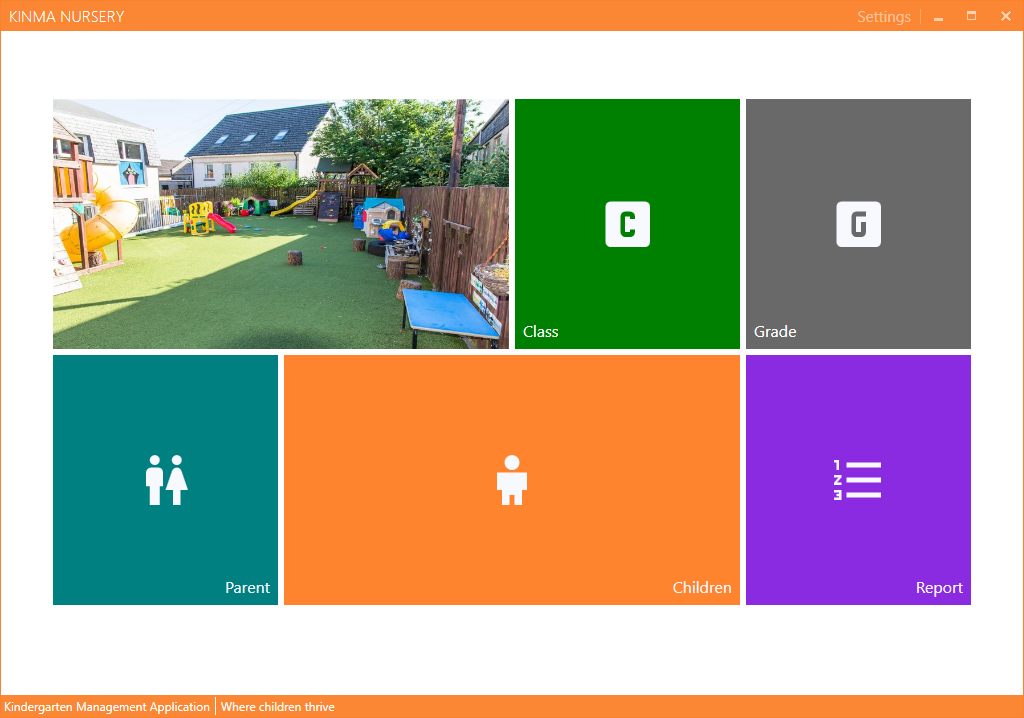 KINMA NURSERY
Settings
C
G
Class
Grade
1
2
3
Parent
Children
Report
Kindergarten Management Application
Where children thrive